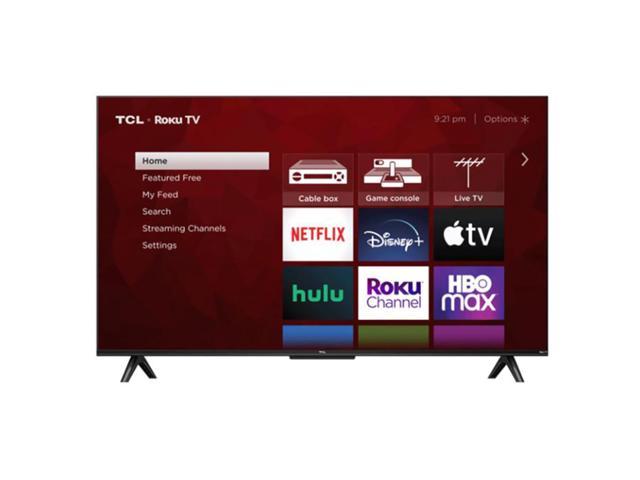 TCL • Roku TV
9:21 pm | Options ✳
Home
Featured Free
My Feed
Search
Streaming Channels
Settings
Cable box
Game console
Live TV
NETFLIX
Disney+
tv
hulu
Roku
Channel
HBO
max
TCL